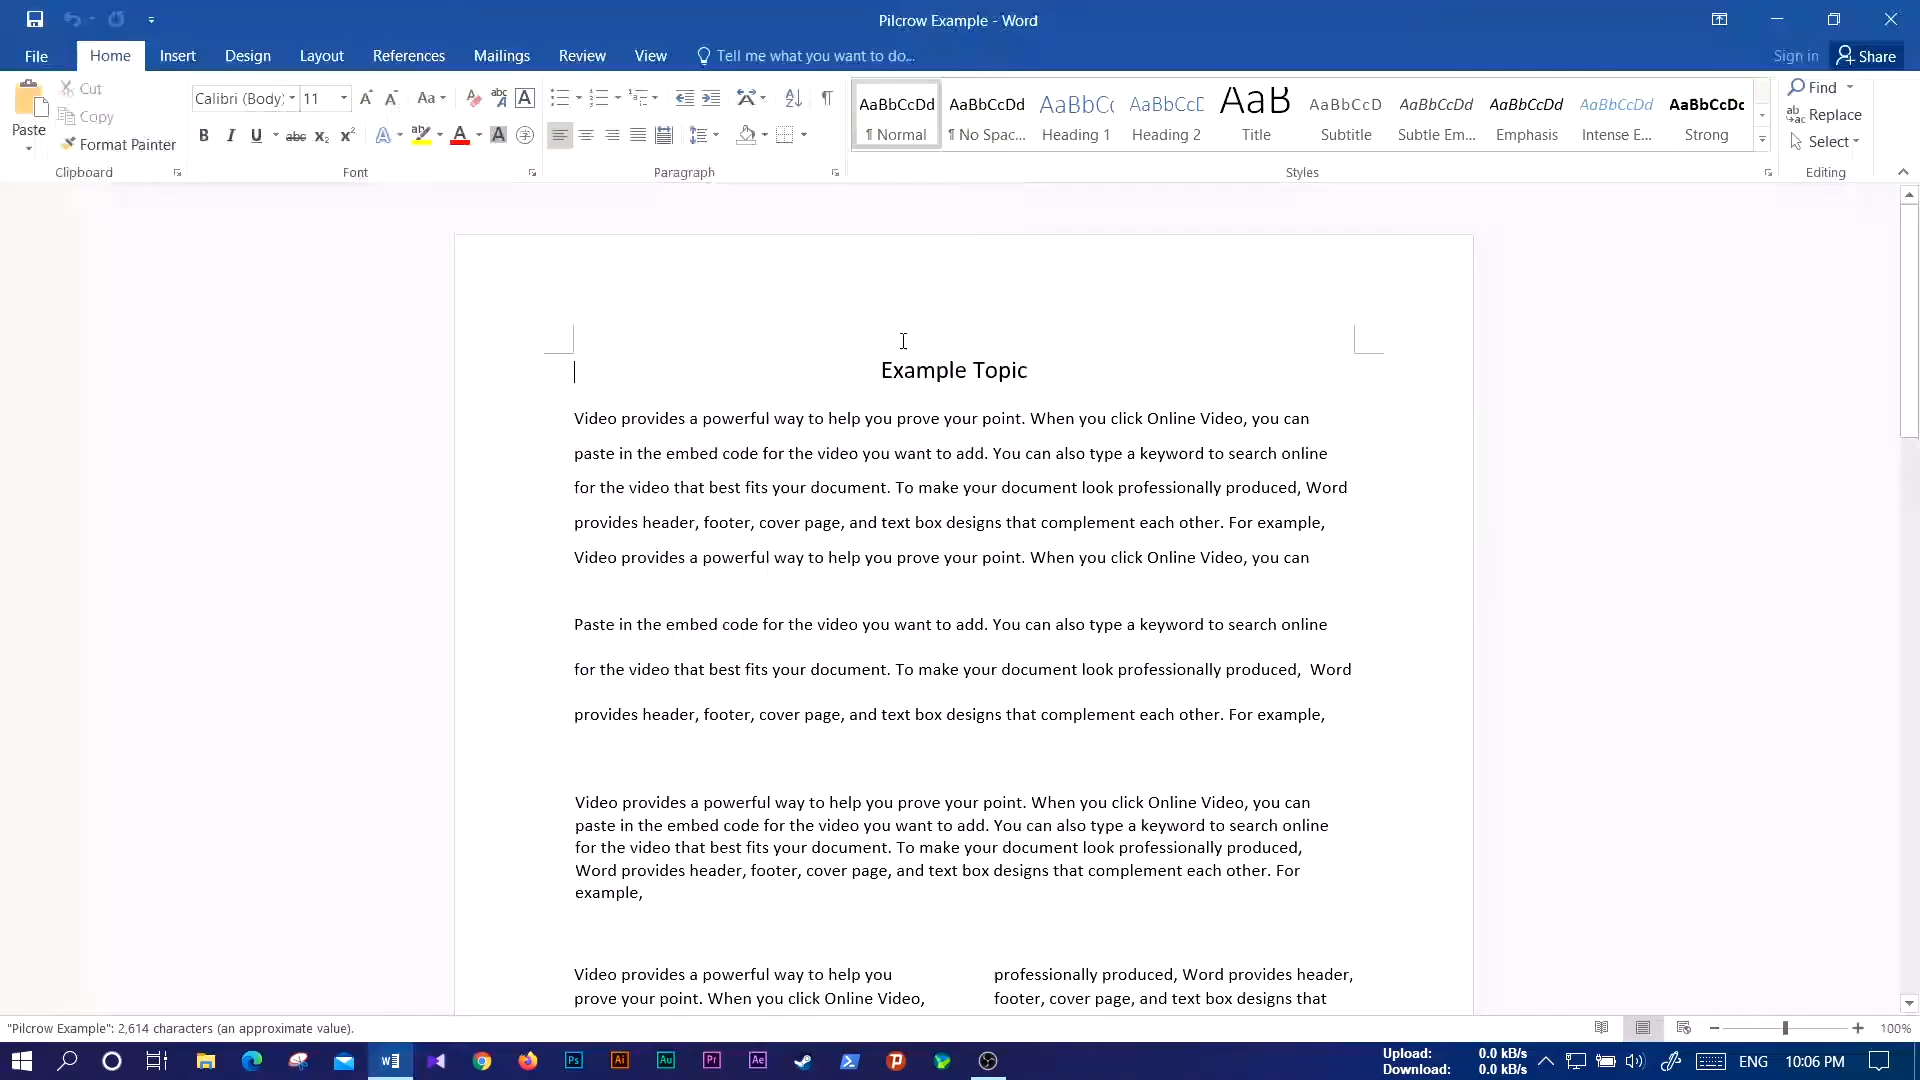 Pilcrow Example - Word
File Home Insert Design Layout References Mailings Review View Tell me what you want to do... Sign in Share
Paste
Cut
Copy
Format Painter
Clipboard
Calibri (Body) 11
Font
Paragraph
AaBbCcDd AaBbCcDd AaBbCc AaBbCcD AaB AaBbCcD AaBbCcDd AaBbCcDd AaBbCcDd AaBbCcDc
¶ Normal ¶ No Spac... Heading 1 Heading 2 Title Subtitle Subtle Em... Emphasis Intense E... Strong
Styles
Find
Replace
Select
Editing
Example Topic
Video provides a powerful way to help you prove your point. When you click Online Video, you can
paste in the embed code for the video you want to add. You can also type a keyword to search online
for the video that best fits your document. To make your document look professionally produced, Word
provides header, footer, cover page, and text box designs that complement each other. For example,
Video provides a powerful way to help you prove your point. When you click Online Video, you can
Paste in the embed code for the video you want to add. You can also type a keyword to search online
for the video that best fits your document. To make your document look professionally produced,  Word
provides header, footer, cover page, and text box designs that complement each other. For example,
Video provides a powerful way to help you prove your point. When you click Online Video, you can
paste in the embed code for the video you want to add. You can also type a keyword to search online
for the video that best fits your document. To make your document look professionally produced,
Word provides header, footer, cover page, and text box designs that complement each other. For
example,
Video provides a powerful way to help you
prove your point. When you click Online Video,
professionally produced, Word provides header,
footer, cover page, and text box designs that
"Pilcrow Example": 2,614 characters (an approximate value).
100%
Upload: 0.0 kB/s
Download: 0.0 kB/s
ENG
10:06 PM